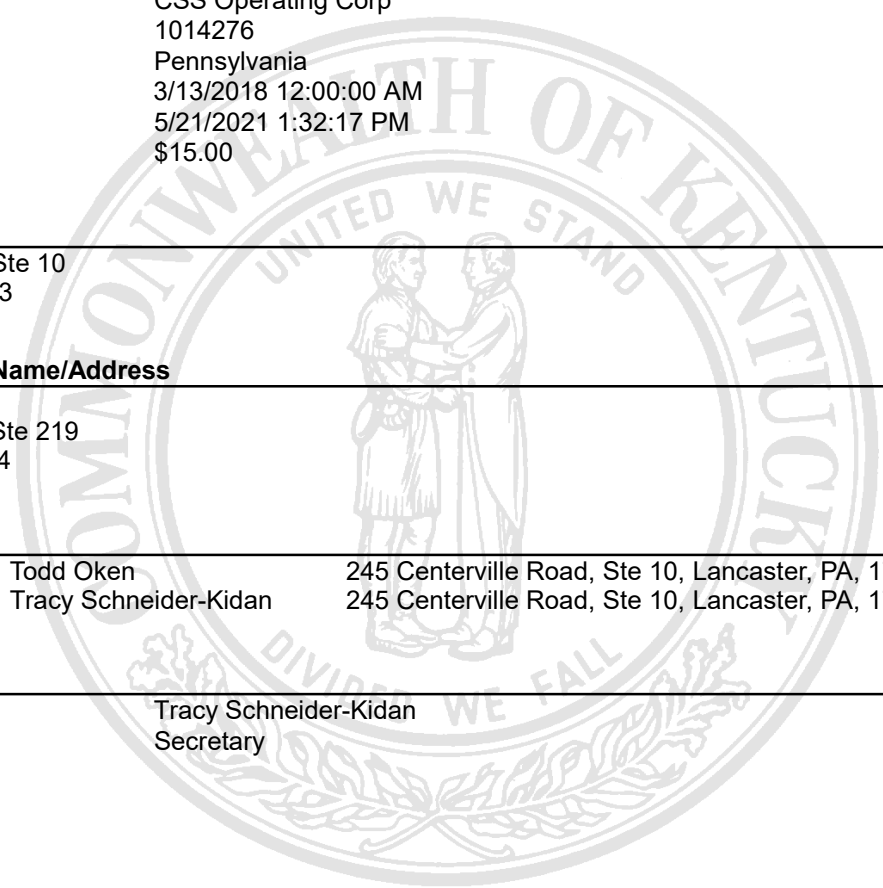 CSS Operating Corp
1014276
Pennsylvania
3/13/2018 12:00:00 AM
5/21/2021 1:32:17 PM
$15.00
Ste 10
3
Name/Address
Ste 219
4
Todd Oken 245 Centerville Road, Ste 10, Lancaster, PA, 1
Tracy Schneider-Kidan 245 Centerville Road, Ste 10, Lancaster, PA, 1
Tracy Schneider-Kidan
Secretary
COMMONWEALTH OF KENTUCKY
UNITED WE STAND
DIVIDED WE FALL